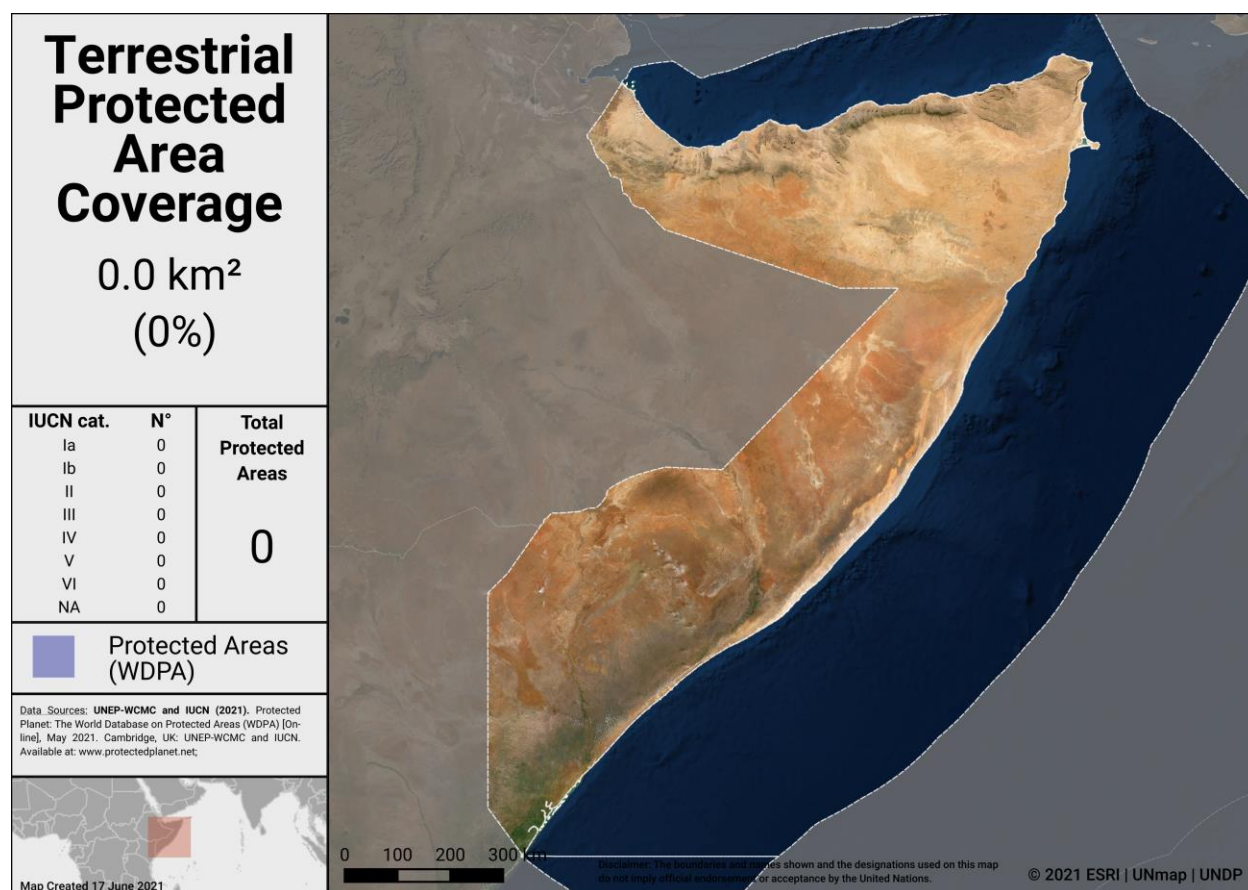 Terrestrial
Protected
Area
Coverage
0.0 km²
(0%)
IUCN cat. N°
Ia 0
Ib 0
II 0
III 0
IV 0
V 0
VI 0
NA 0
Total
Protected
Areas
0
Protected Areas
(WDPA)
Data Sources: UNEP-WCMC and IUCN (2021). Protected
Planet: The World Database on Protected Areas (WDPA) [On-
line], May 2021. Cambridge, UK: UNEP-WCMC and IUCN.
Available at: www.protectedplanet.net;
Map Created 17 June 2021
0 100 200 300 km
Disclaimer: The boundaries and names shown and the designations used on this map
do not imply official endorsement or acceptance by the United Nations.
© 2021 ESRI | UNmap | UNDP